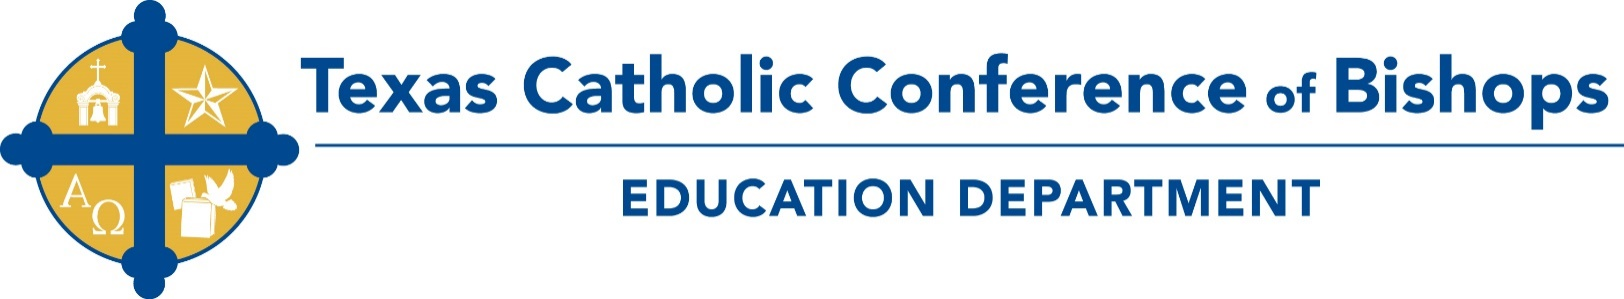 Texas Catholic Conference of Bishops
EDUCATION DEPARTMENT
Α
Ω